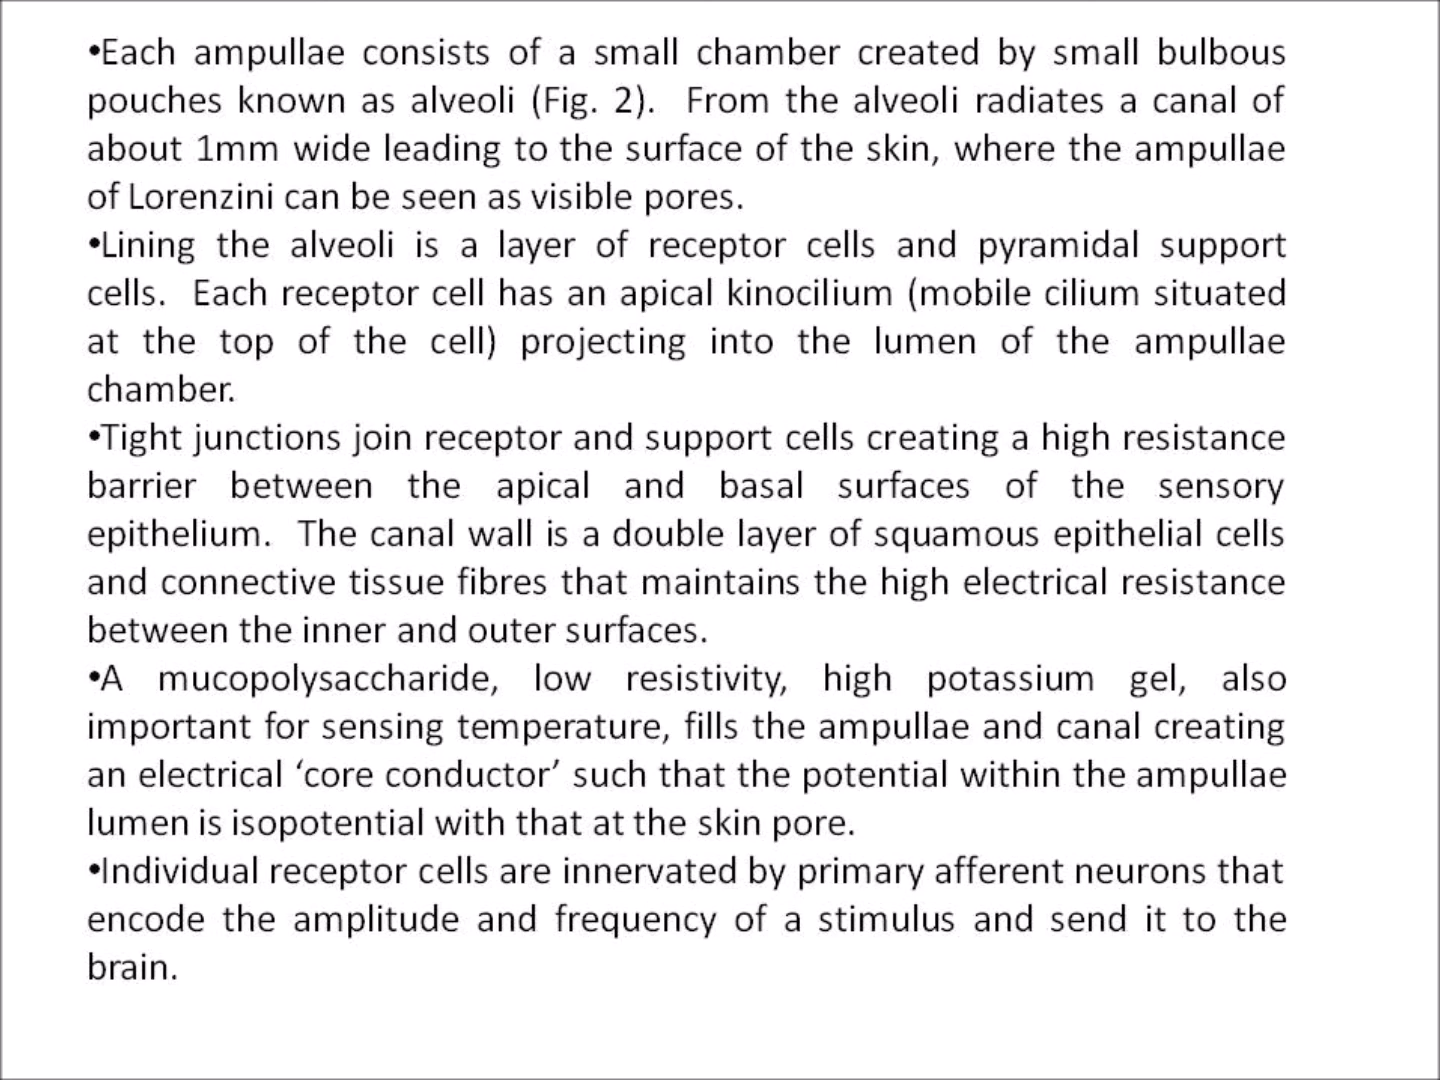 •Each ampullae consists of a small chamber created by small bulbous
pouches known as alveoli (Fig. 2).  From the alveoli radiates a canal of
about 1mm wide leading to the surface of the skin, where the ampullae
of Lorenzini can be seen as visible pores.
•Lining the alveoli is a layer of receptor cells and pyramidal support
cells.  Each receptor cell has an apical kinocilium (mobile cilium situated
at the top of the cell) projecting into the lumen of the ampullae
chamber.
•Tight junctions join receptor and support cells creating a high resistance
barrier between the apical and basal surfaces of the sensory
epithelium.  The canal wall is a double layer of squamous epithelial cells
and connective tissue fibres that maintains the high electrical resistance
between the inner and outer surfaces.
•A mucopolysaccharide, low resistivity, high potassium gel, also
important for sensing temperature, fills the ampullae and canal creating
an electrical ‘core conductor’ such that the potential within the ampullae
lumen is isopotential with that at the skin pore.
•Individual receptor cells are innervated by primary afferent neurons that
encode the amplitude and frequency of a stimulus and send it to the
brain.